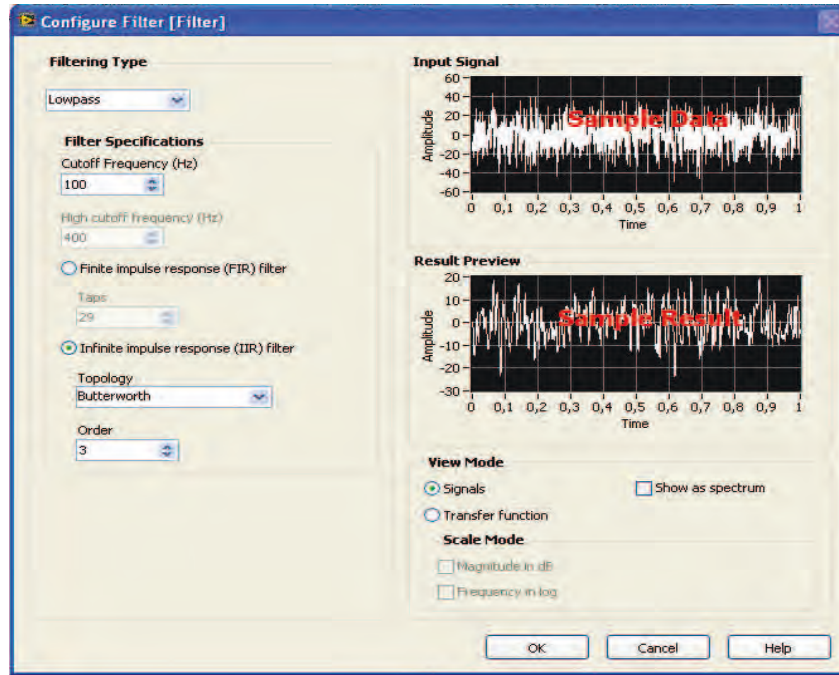 Configure Filter [Filter]
Filtering Type
Lowpass
Filter Specifications
Cutoff Frequency (Hz)
100
High cutoff frequency (Hz)
400
Finite impulse response (FIR) filter
Taps
29
Infinite impulse response (IIR) filter
Topology
Butterworth
Order
3
Input Signal
Amplitude
60
40
20
0
-20
-40
-60
Sample Data
0 0,1 0,2 0,3 0,4 0,5 0,6 0,7 0,8 0,9 1
Time
Result Preview
Amplitude
20
10
0
-10
-20
-30
Sample Result
0 0,1 0,2 0,3 0,4 0,5 0,6 0,7 0,8 0,9 1
Time
View Mode
Signals
Show as spectrum
Transfer function
Scale Mode
Magnitude in dB
Frequency in log
OK Cancel Help